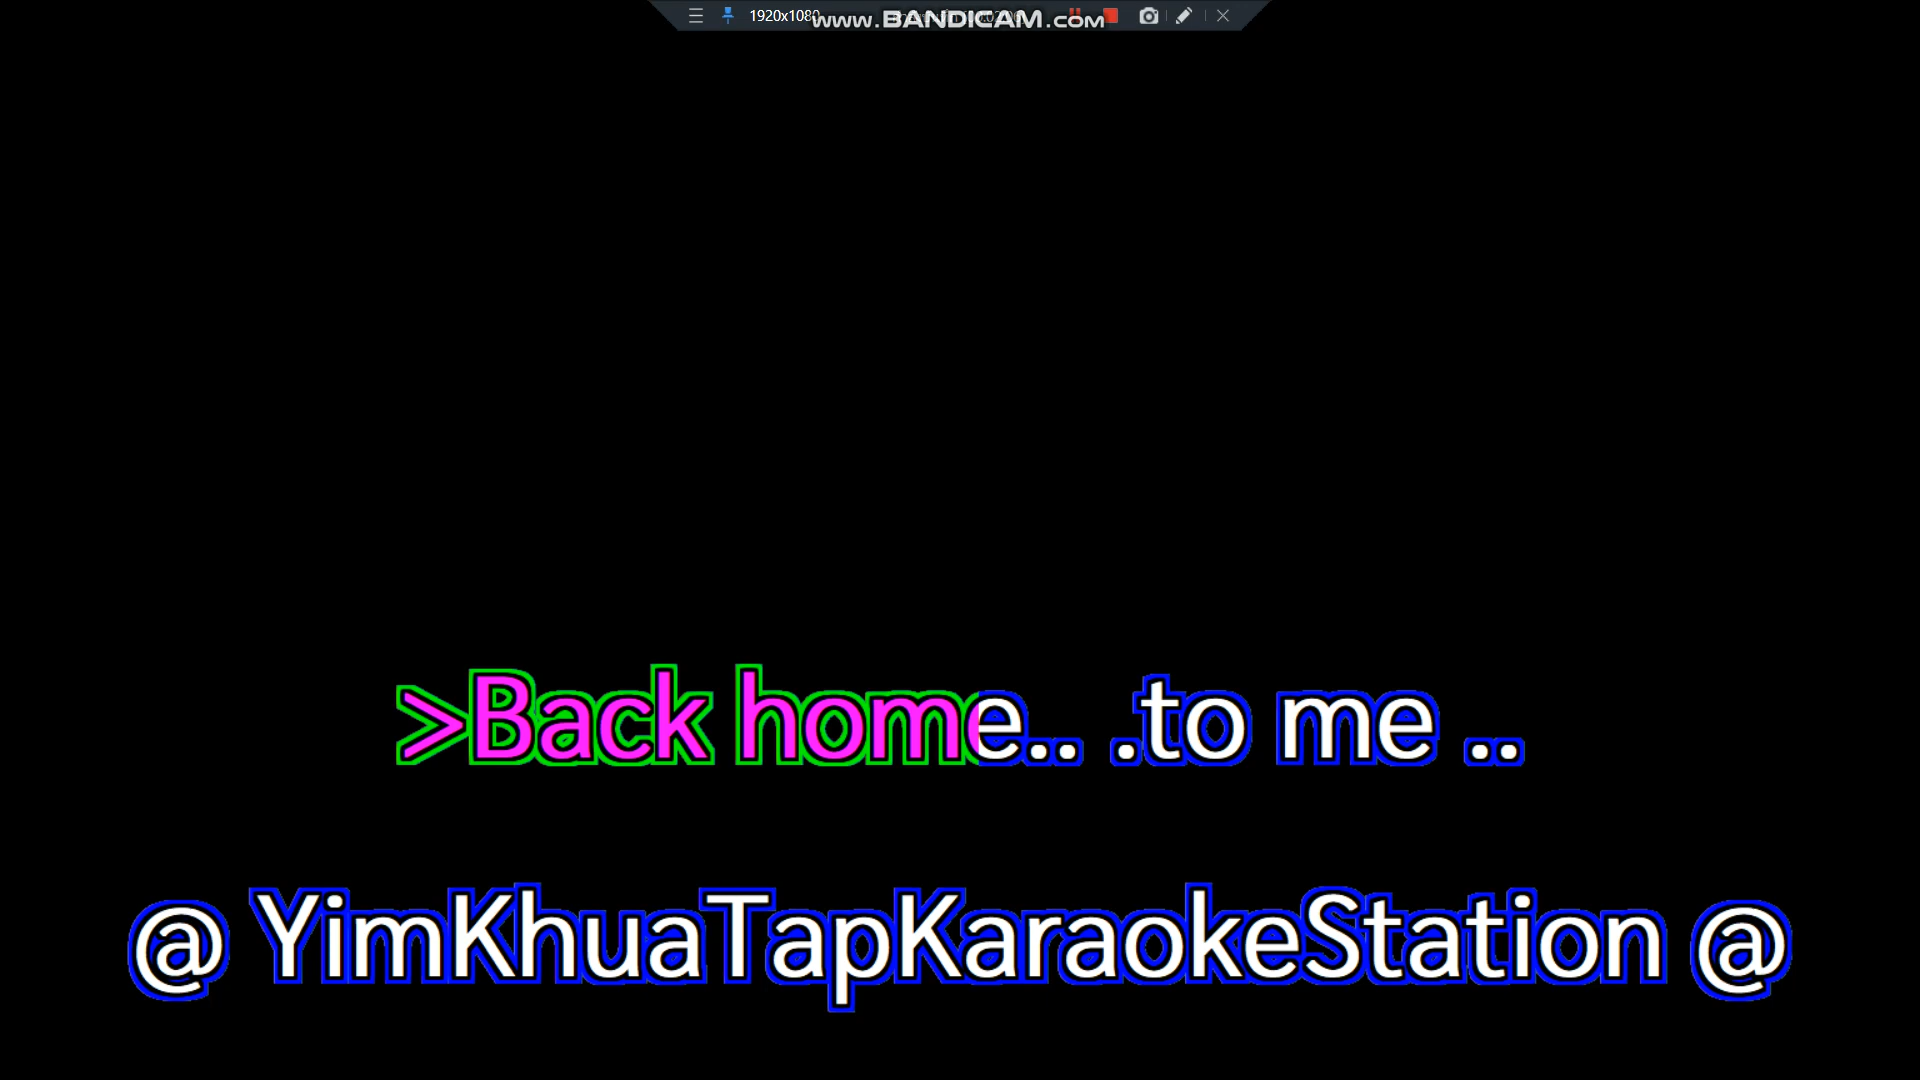 1920x1080
www.BANDICAM.com
>Back home.. .to me ..
@ YimKhuaTapKaraokeStation @